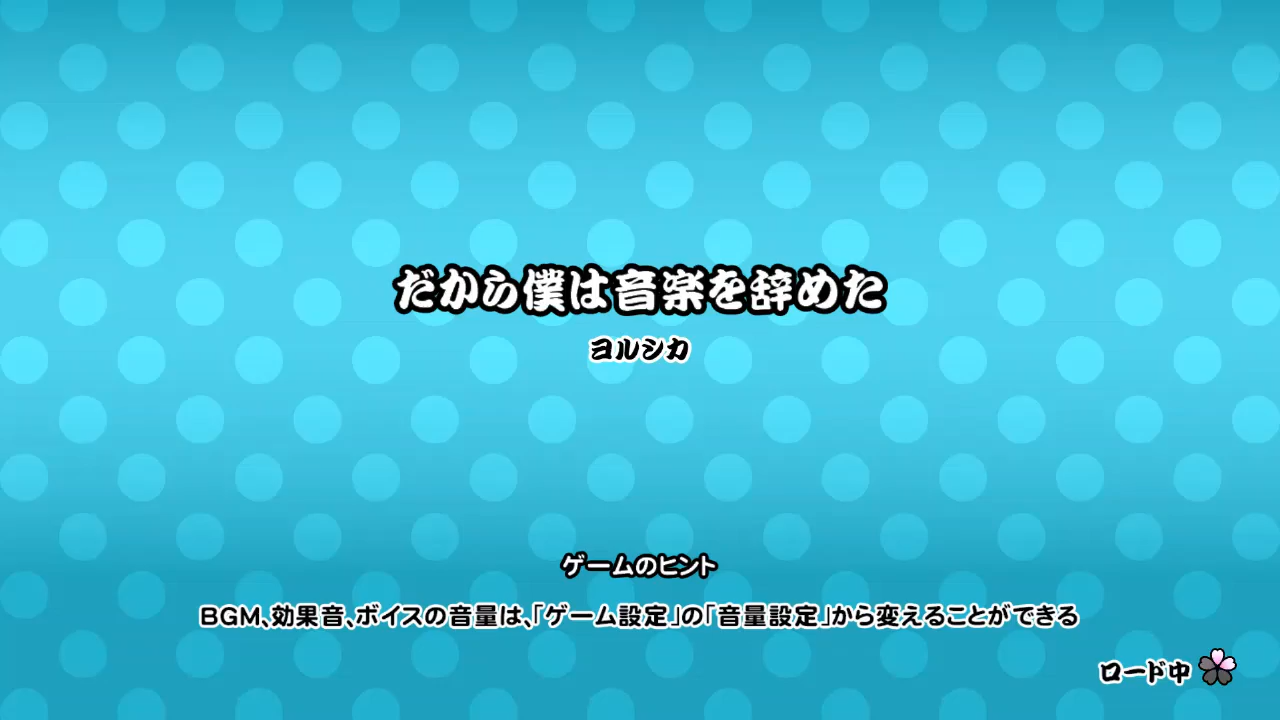 だから僕は音楽を辞めた
ヨルシカ
ゲームのヒント
BGM、効果音、ボイスの音量は、「ゲーム設定」の「音量設定」から変えることができる
ロード中